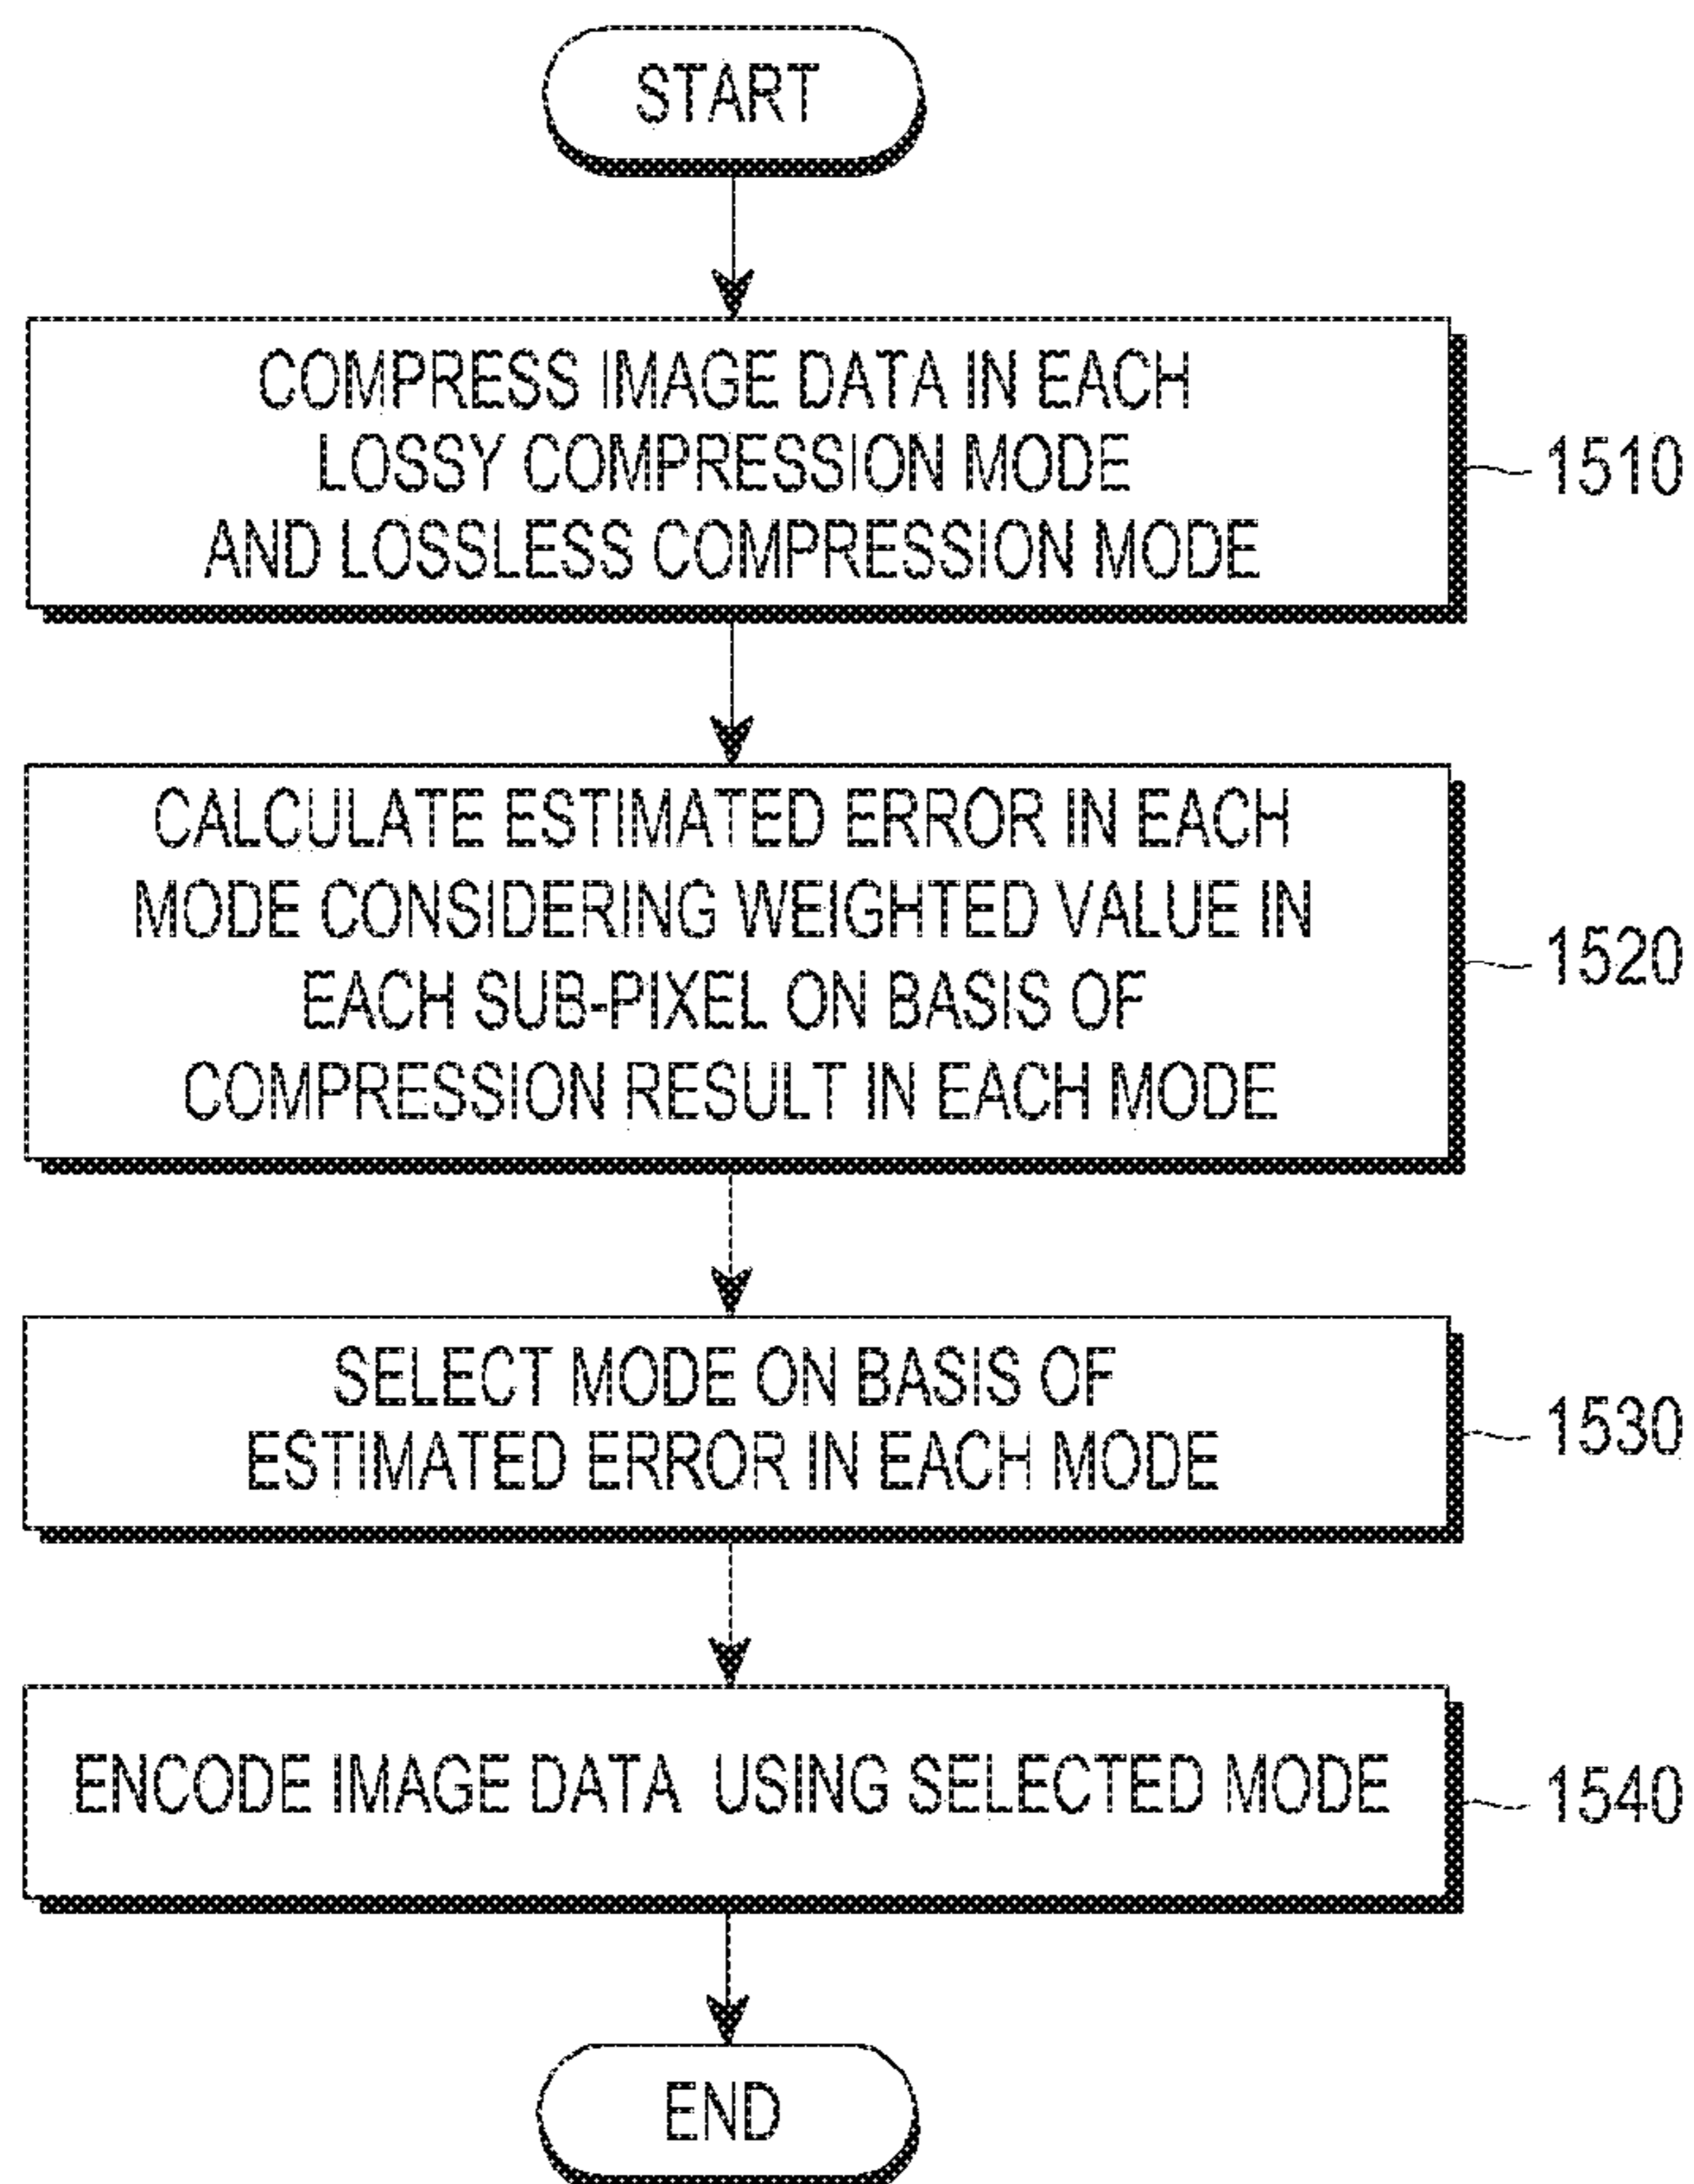 START
COMPRESS IMAGE DATA IN EACH
LOSSY COMPRESSION MODE
AND LOSSLESS COMPRESSION MODE
1510
CALCULATE ESTIMATED ERROR IN EACH
MODE CONSIDERING WEIGHTED VALUE IN
EACH SUB-PIXEL ON BASIS OF
COMPRESSION RESULT IN EACH MODE
1520
SELECT MODE ON BASIS OF
ESTIMATED ERROR IN EACH MODE
1530
ENCODE IMAGE DATA USING SELECTED MODE
1540
END